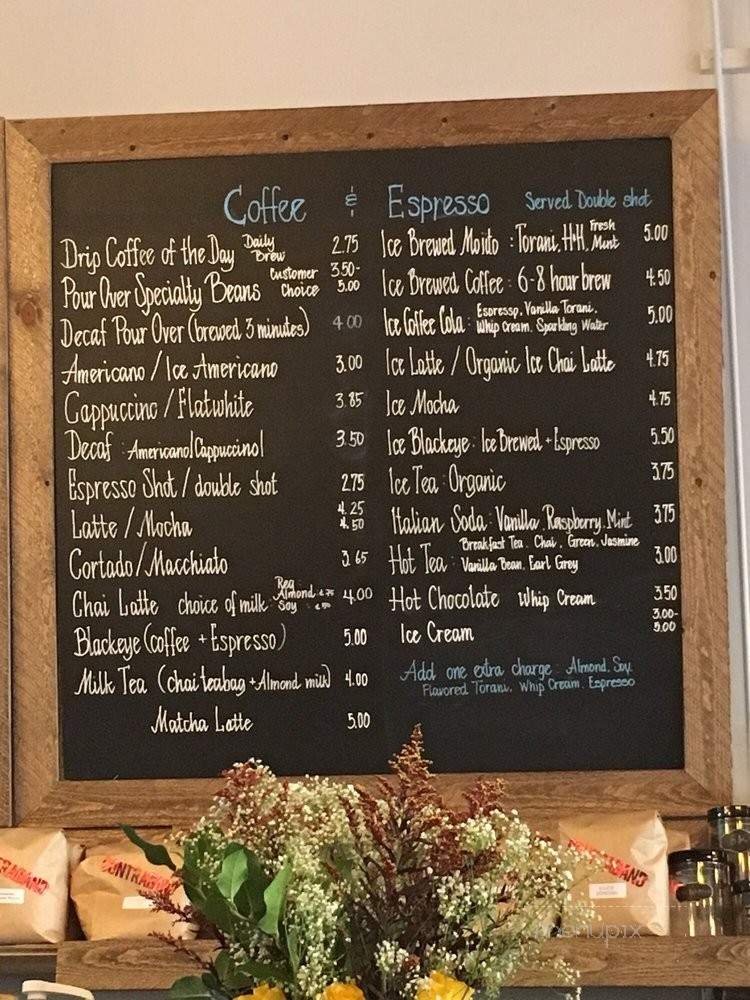 Coffee & Espresso Served Double shot
Drip Coffee of the Day Daily Brew 2.75
Pour Over Specialty Beans Customer Choice 3.50-5.00
Decaf Pour Over (brewed 3 minutes) 4.00
Americano / Ice Americano 3.00
Cappuccino / Flatwhite 3.85
Decaf : Americano|Cappuccino| 3.50
Espresso Shot / double shot 2.75
Latte / Mocha 4.25 4.50
Cortado / Macchiato 3.65
Chai Latte choice of milk : Reg. Almond 4.75 Soy 4.00
Blackeye (coffee + Espresso) 5.00
Milk Tea (chai teabag + Almond milk) 4.00
Matcha Latte 5.00
Ice Brewed Mojito : Torani, H+H, Fresh Mint 5.00
Ice Brewed Coffee : 6-8 hour brew 4.50
Ice Coffee Cola : Espresso, Vanilla Torani, Whip Cream, Sparkling Water 5.00
Ice Latte / Organic Ice Chai Latte 4.75
Ice Mocha 4.75
Ice Blackeye : Ice Brewed + Espresso 5.50
Ice Tea : Organic 3.75
Italian Soda : Vanilla, Raspberry, Mint 3.75
Hot Tea : Breakfast Tea, Chai, Green, Jasmine Vanilla Bean, Earl Grey 3.00
Hot Chocolate Whip Cream 3.50
Ice Cream 3.00-5.00
Add one extra charge : Almond, Soy,
Flavored Torani, Whip Cream, Espresso
CONTRABAND
menupix